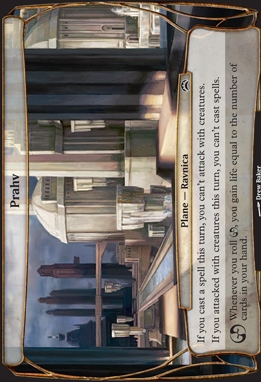 Prahv
Plane — Ravnica
If you cast a spell this turn, you can't attack with creatures.
If you attacked with creatures this turn, you can't cast spells.
Whenever you roll , you gain life equal to the number of
cards in your hand.
Drew Baker